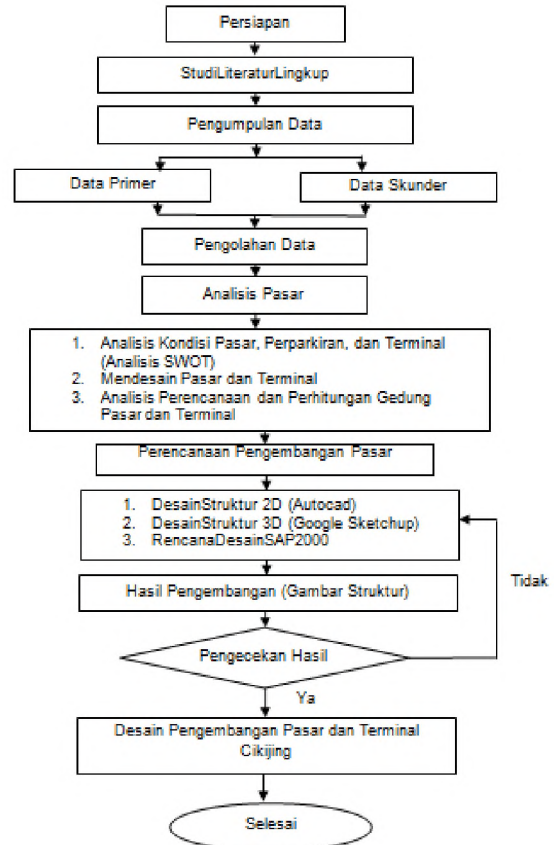 Persiapan
StudiLiteraturLingkup
Pengumpulan Data
Data Primer
Data Skunder
Pengolahan Data
Analisis Pasar
1. Analisis Kondisi Pasar, Perparkiran, dan Terminal
(Analisis SWOT)
2. Mendesain Pasar dan Terminal
3. Analisis Perencanaan dan Perhitungan Gedung
Pasar dan Terminal
Perencanaan Pengembangan Pasar
1. DesainStruktur 2D (Autocad)
2. DesainStruktur 3D (Google Sketchup)
3. RencanaDesainSAP2000
Hasil Pengembangan (Gambar Struktur)
Tidak
Pengecekan Hasil
Ya
Desain Pengembangan Pasar dan Terminal
Cikijing
Selesai